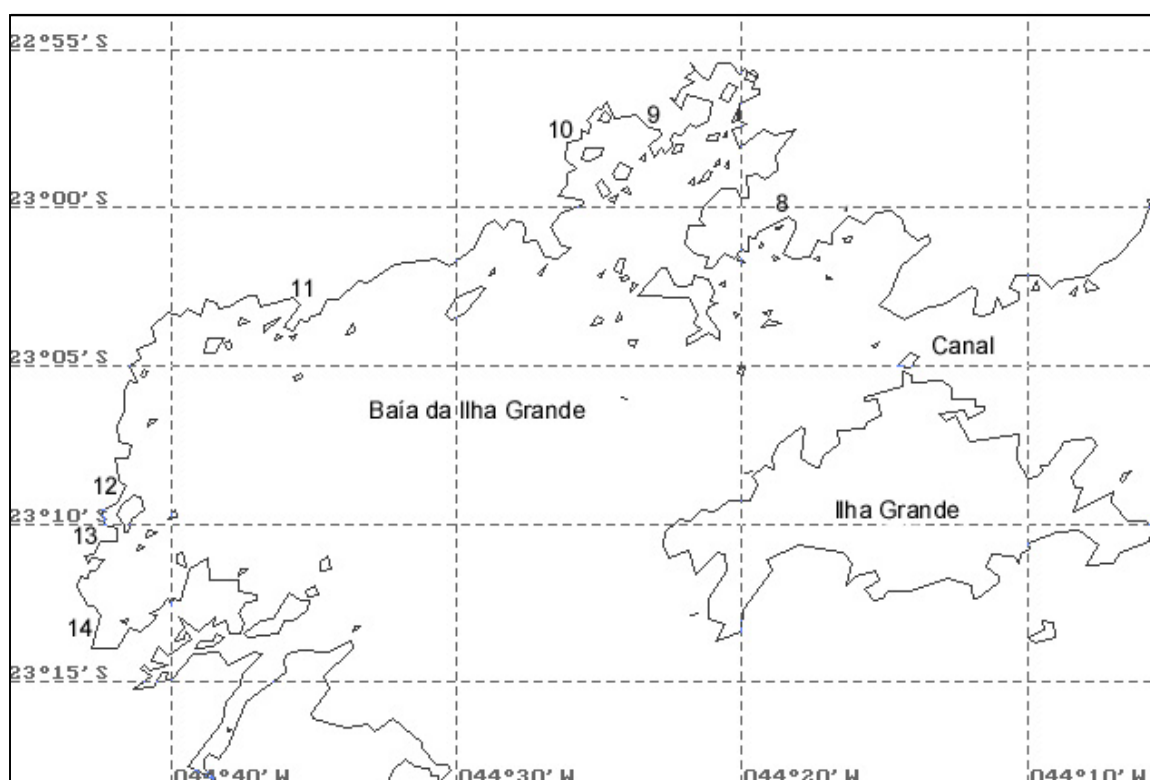 22°55' S
9
10
23°00' S
8
11
Canal
23°05' S
Baía da Ilha Grande
12
Ilha Grande
23°10' S
13
14
23°15' S
044°40' W
044°30' W
044°20' W
044°10' W